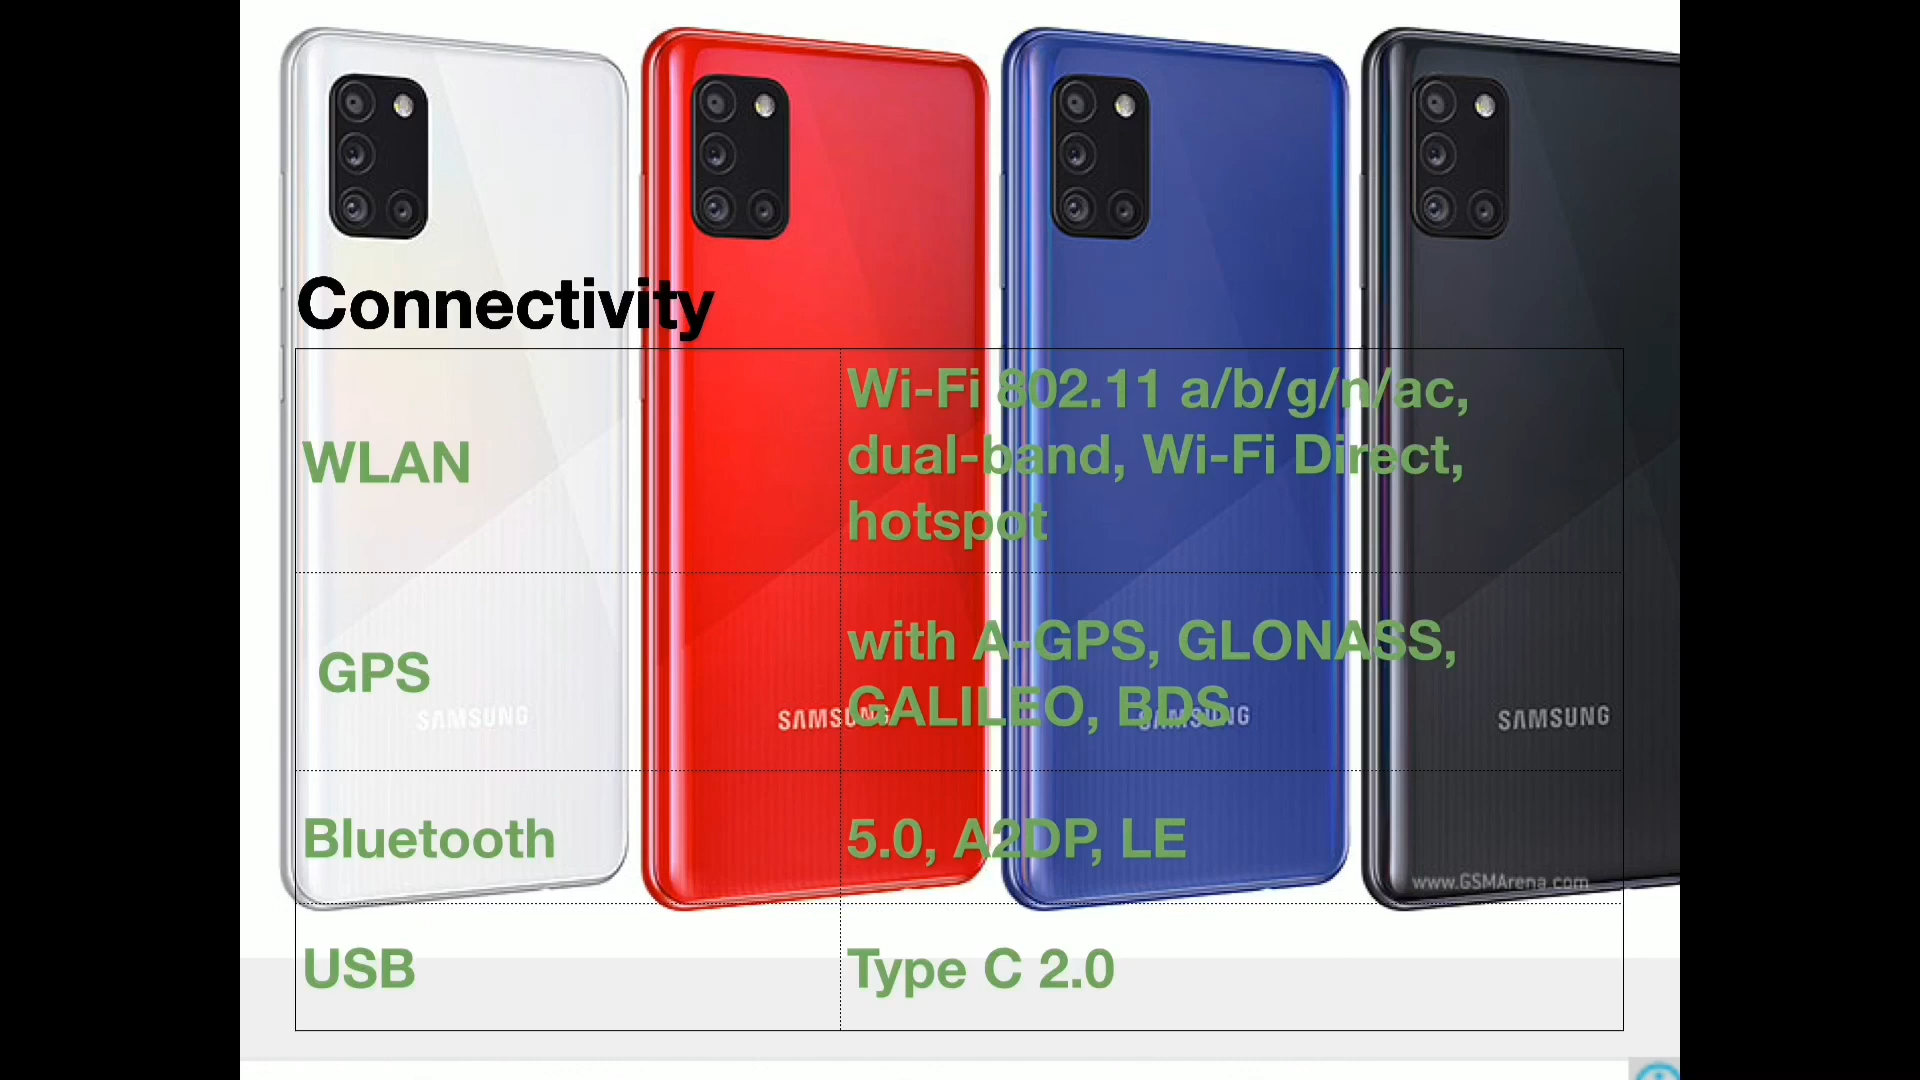 Connectivity
WLAN
Wi-Fi 802.11 a/b/g/n/ac,
dual-band, Wi-Fi Direct,
hotspot
GPS
with A-GPS, GLONASS,
GALILEO, BDS
SAMSUNG
SAMSUNG
SAMSUNG
SAMSUNG
Bluetooth
5.0, A2DP, LE
www.GSMArena.com
USB
Type C 2.0